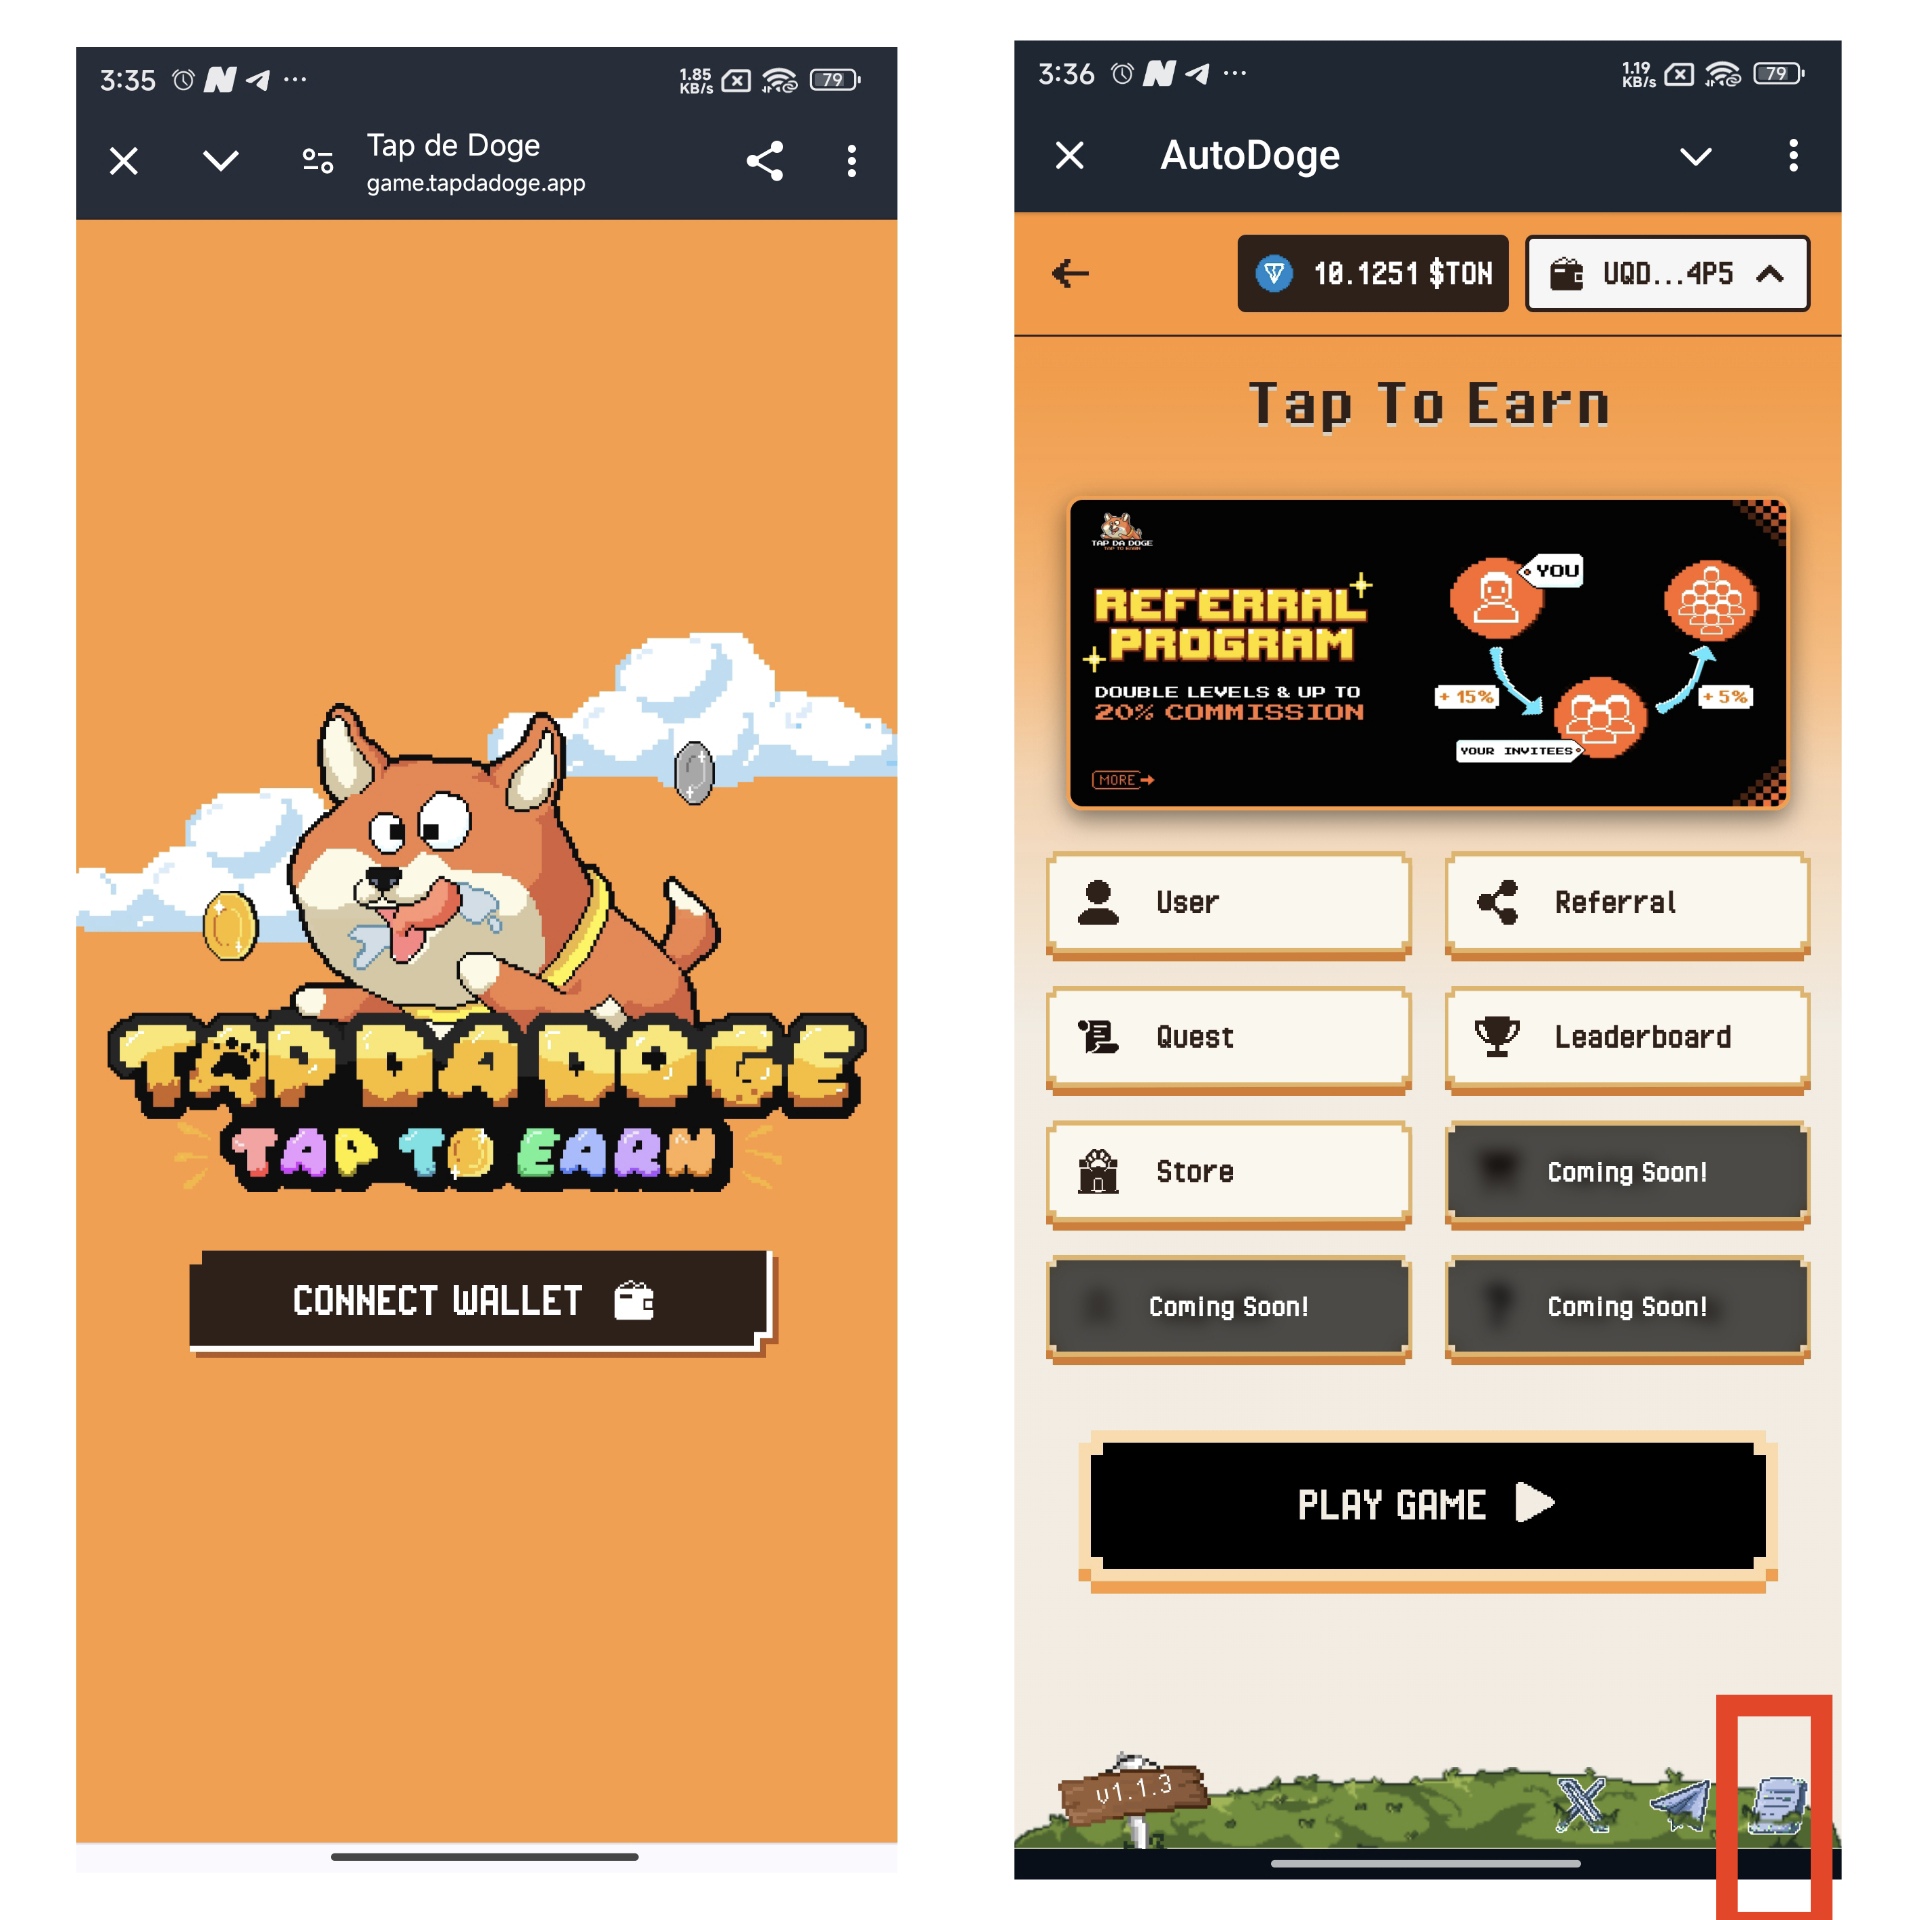 3:35
1.85
KB/s
79
Tap de Doge
game.tapdadoge.app
TAP DA DOGE
TAP TO EARN
CONNECT WALLET
3:36
1.19
KB/s
79
AutoDoge
10.1251 $TON
UQD...4P5
Tap To Earn
TAP DA DOGE
TAP TO EARN
REFERRAL
PROGRAM
DOUBLE LEVELS & UP TO
20% COMMISSION
MORE
YOU
+ 15%
+ 5%
YOUR INVITEES
User
Referral
Quest
Leaderboard
Store
Coming Soon!
Coming Soon!
Coming Soon!
PLAY GAME
v1.1.3